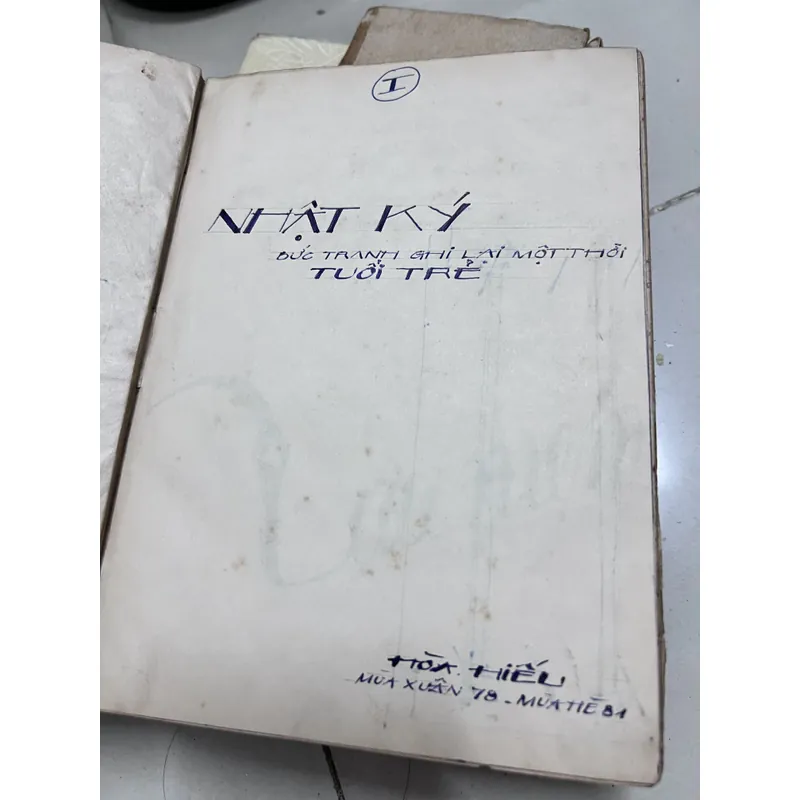 I
NHẬT KÝ
BỨC TRANH GHI LẠI MỘT THỜI
TUỔI TRẺ
HÒA HIẾU
MÙA XUÂN 78 - MÙA HÈ 81